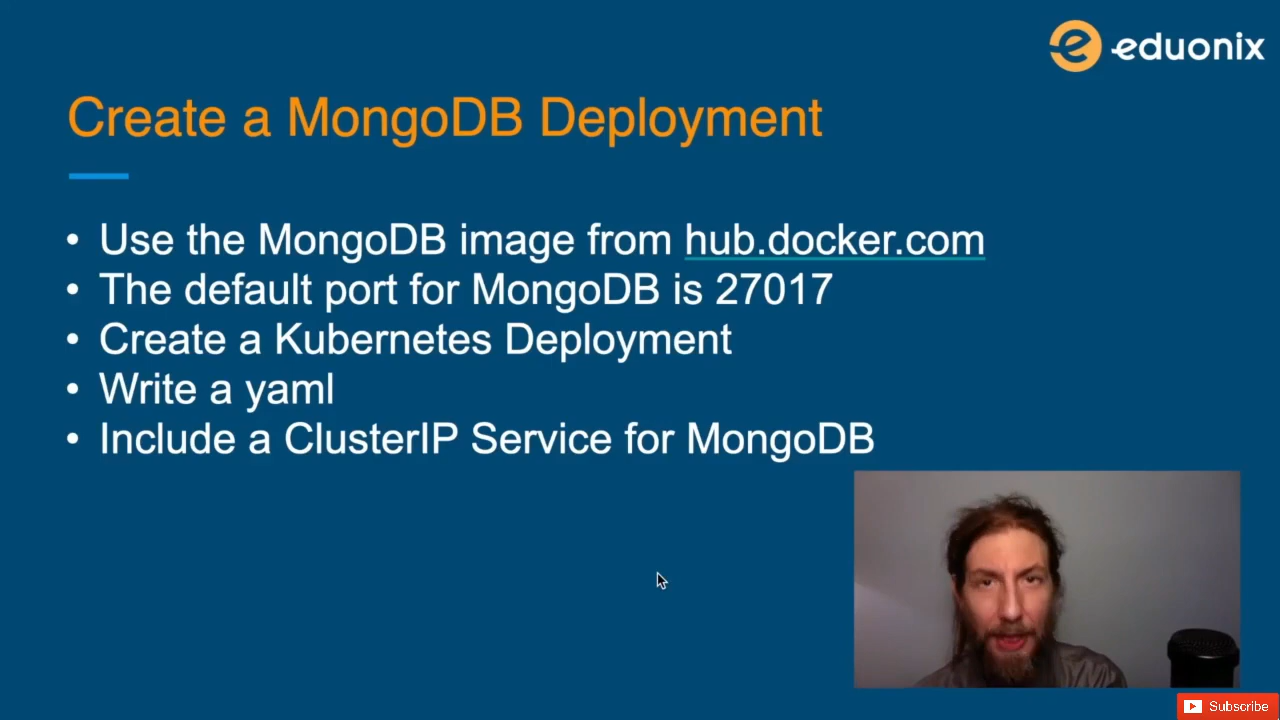 eduonix
Create a MongoDB Deployment
• Use the MongoDB image from hub.docker.com
• The default port for MongoDB is 27017
• Create a Kubernetes Deployment
• Write a yaml
• Include a ClusterIP Service for MongoDB
Subscribe